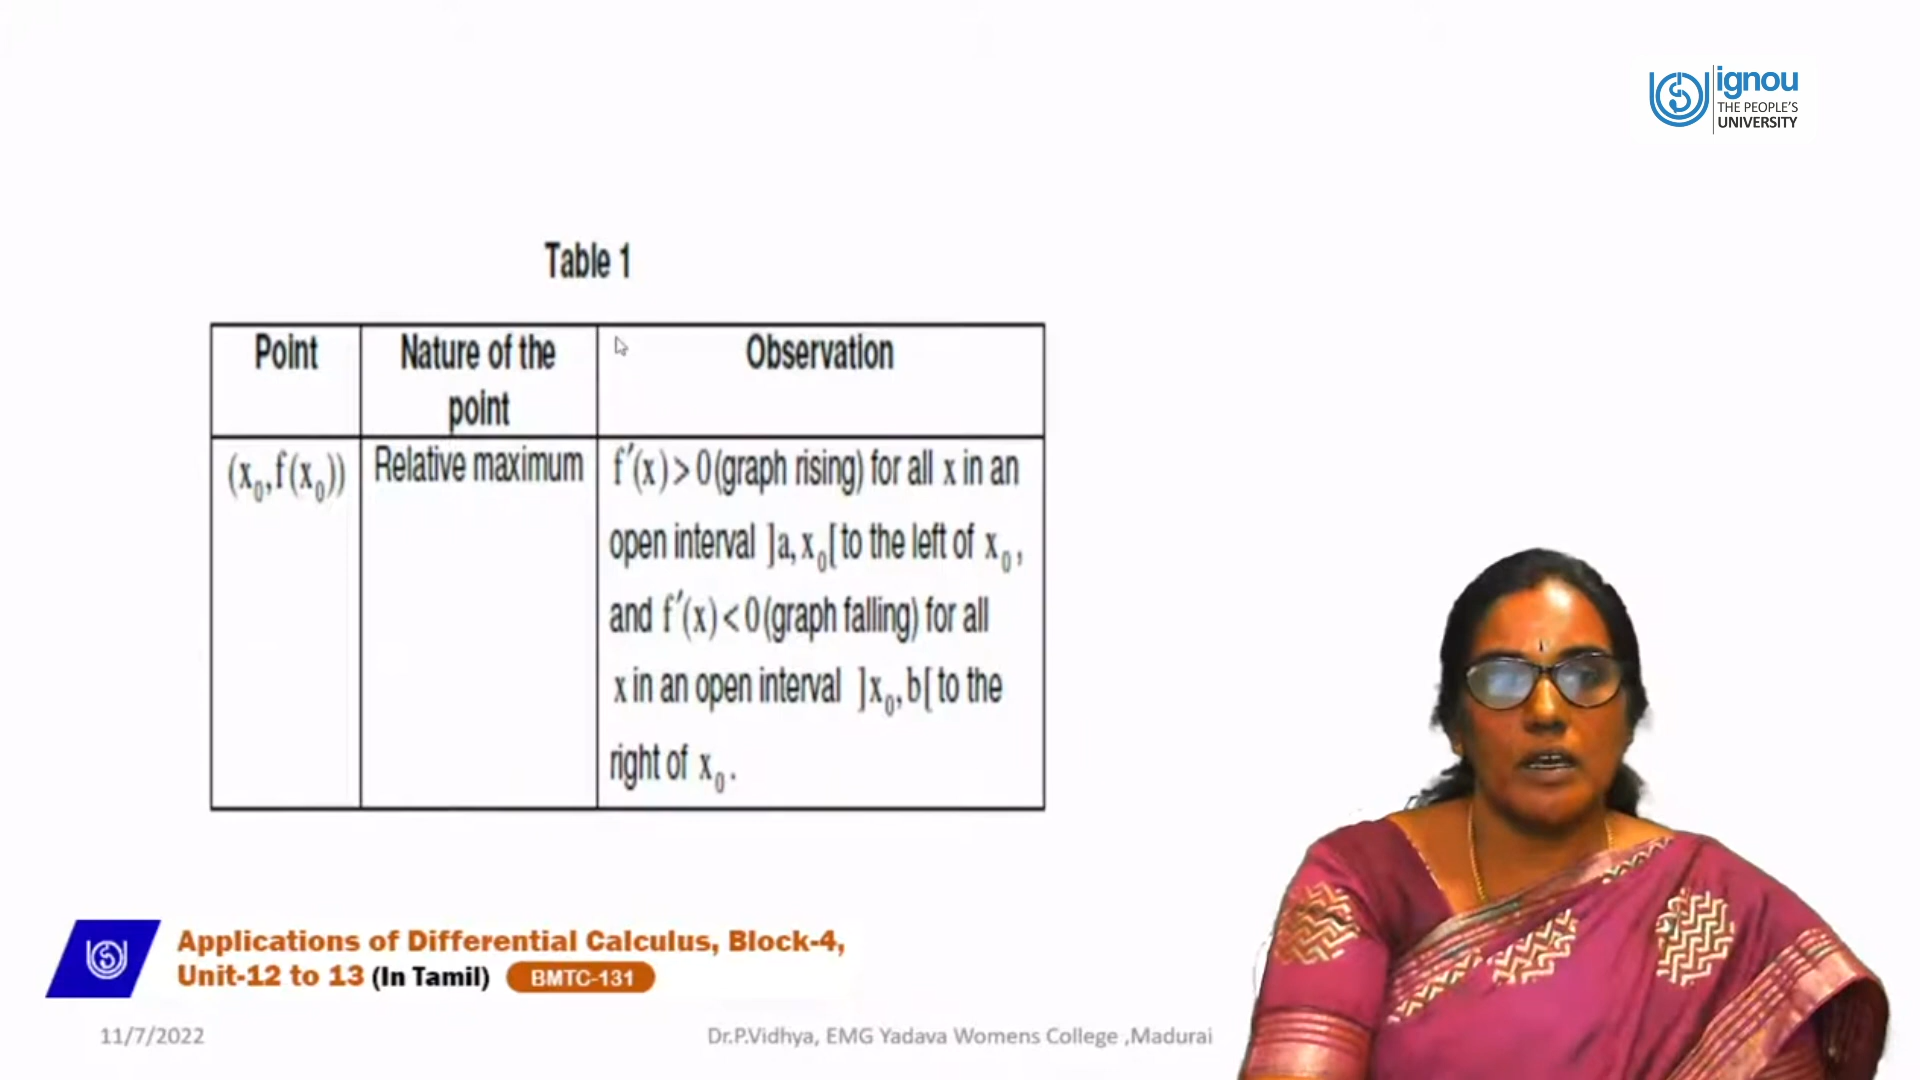 ignou
THE PEOPLE'S
UNIVERSITY
Table 1
Point
Nature of the
point
Observation
(x₀, f(x₀))
Relative maximum
f′(x) > 0 (graph rising) for all x in an
open interval ]a, x₀[ to the left of x₀,
and f′(x) < 0 (graph falling) for all
x in an open interval ]x₀, b[ to the
right of x₀.
Applications of Differential Calculus, Block-4,
Unit-12 to 13 (In Tamil) BMTC-131
11/7/2022
Dr.P.Vidhya, EMG Yadava Womens College ,Madurai